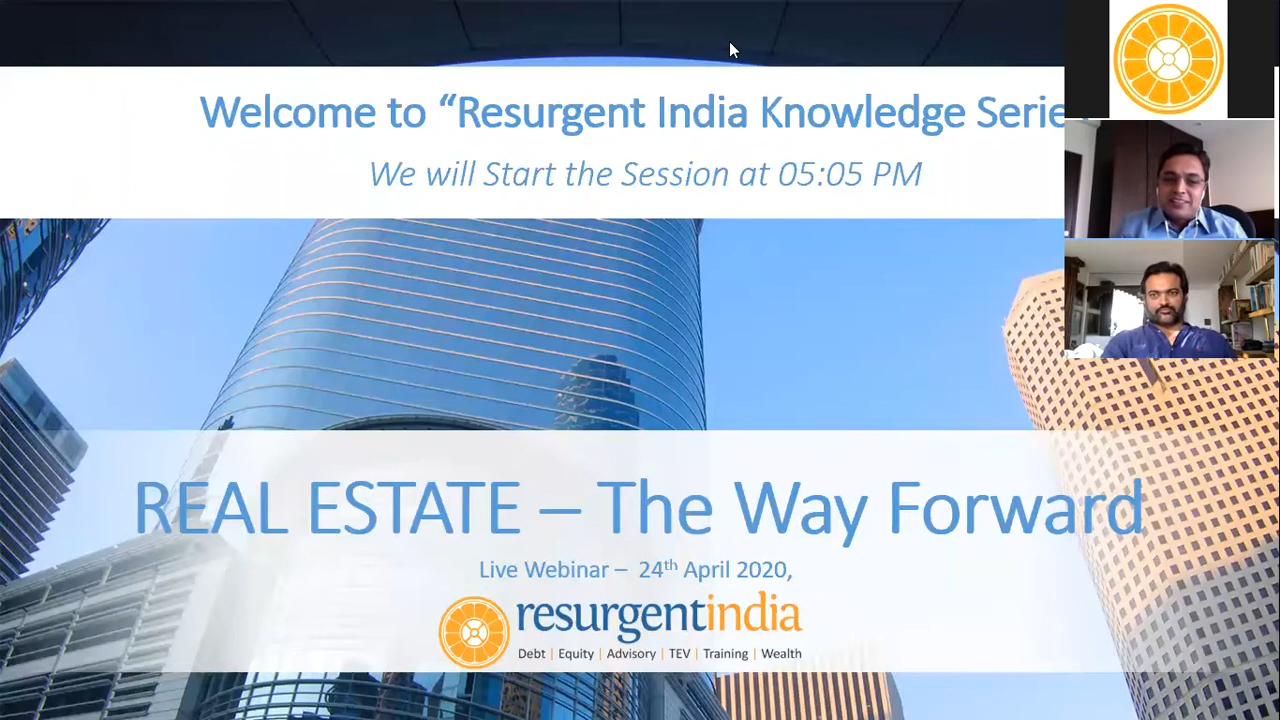 Welcome to “Resurgent India Knowledge Serie
We will Start the Session at 05:05 PM
REAL ESTATE – The Way Forward
Live Webinar – 24th April 2020,
resurgentindia
Debt | Equity | Advisory | TEV | Training | Wealth